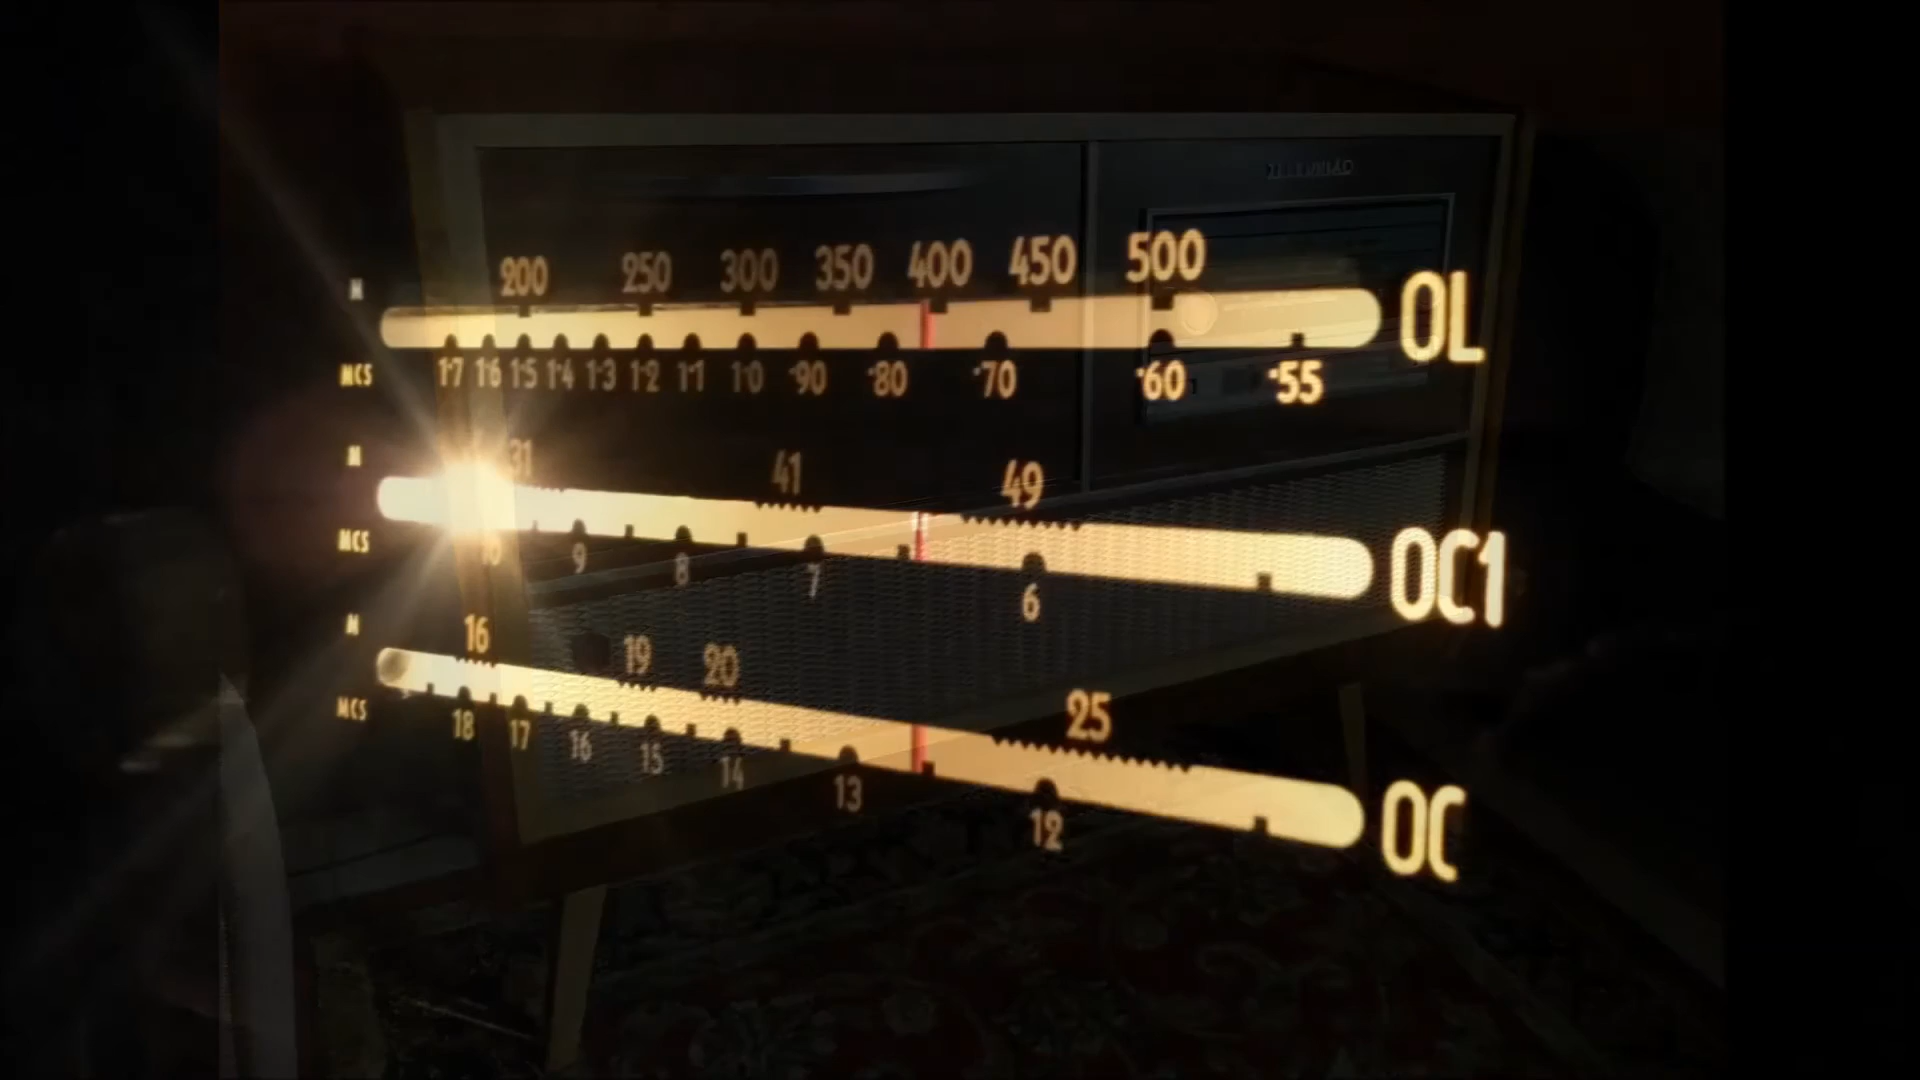 M 200 250 300 350 400 450 500
OL
MCS 1·7 1·6 1·5 1·4 1·3 1·2 1·1 1·0 ·90 ·80 ·70 ·60 ·55
M 31 41 49
OC1
MCS 10 9 8 7 6
M 16 19 20 25
OC
MCS 18 17 16 15 14 13 12